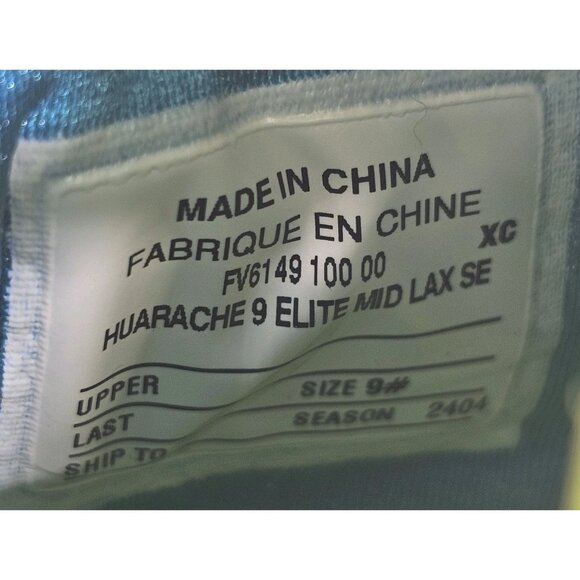 MADE IN CHINA
FABRIQUE EN CHINE
FV6149 100 00 XC
HUARACHE 9 ELITE MID LAX SE
UPPER SIZE 9#
LAST SEASON 2404
SHIP TO